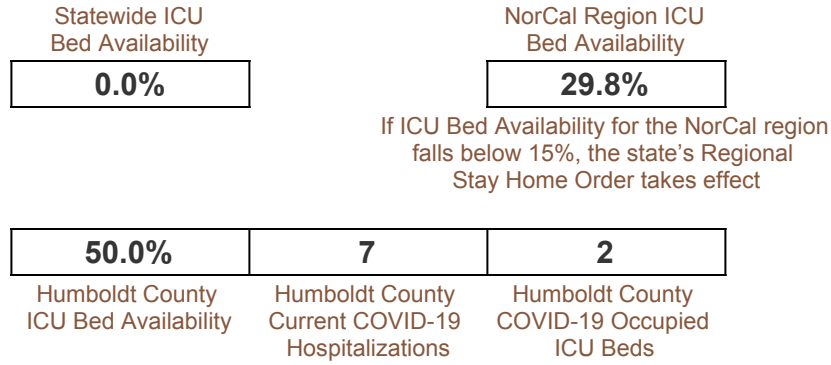 Statewide ICU
Bed Availability
0.0%
NorCal Region ICU
Bed Availability
29.8%
If ICU Bed Availability for the NorCal region
falls below 15%, the state's Regional
Stay Home Order takes effect
50.0%
7
2
Humboldt County
ICU Bed Availability
Humboldt County
Current COVID-19
Hospitalizations
Humboldt County
COVID-19 Occupied
ICU Beds